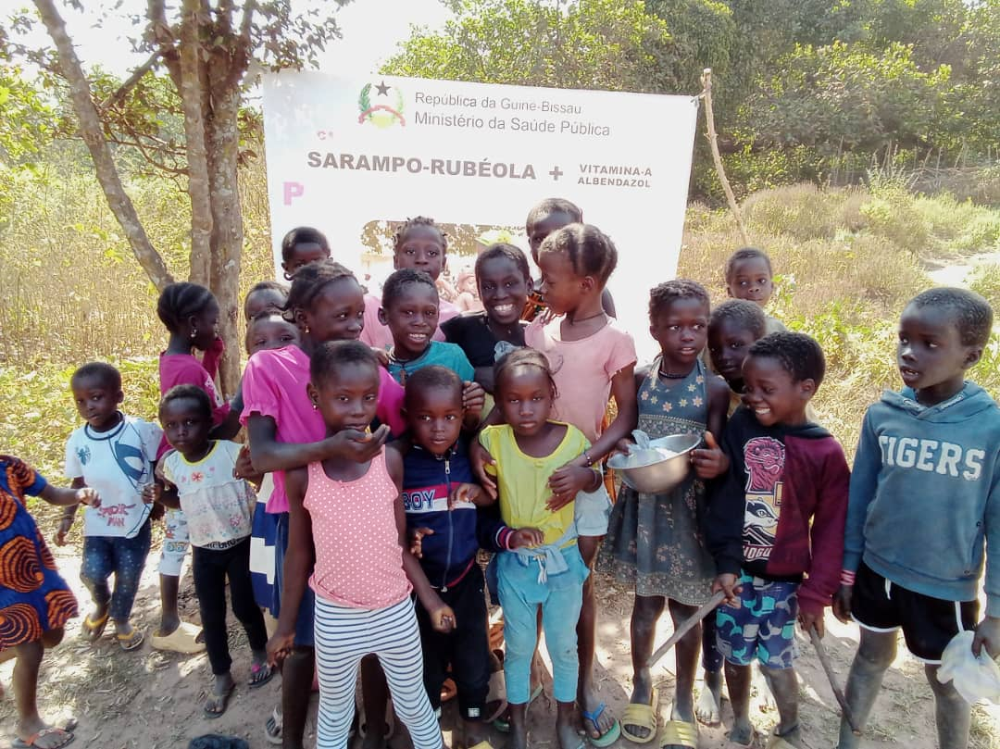 República da Guiné-Bissau
Ministério da Saúde Pública
SARAMPO-RUBÉOLA + VITAMINA-A
ALBENDAZOL
P
BOY
TIGERS